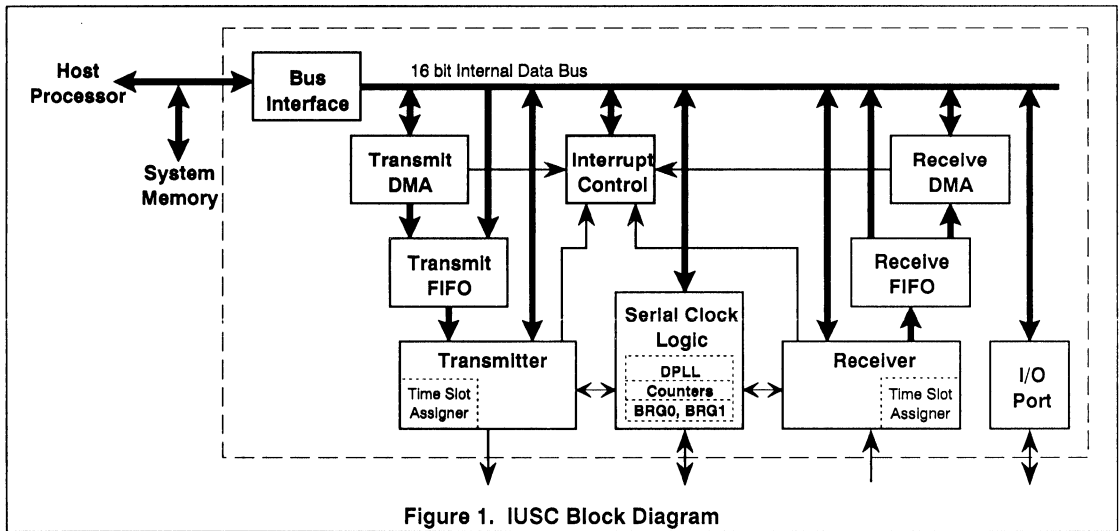 Host
Processor
System
Memory
Bus
Interface
16 bit Internal Data Bus
Transmit
DMA
Interrupt
Control
Receive
DMA
Transmit
FIFO
Receive
FIFO
Transmitter
Time Slot
Assigner
Serial Clock
Logic
DPLL
Counters
BRG0, BRG1
Receiver
Time Slot
Assigner
I/O
Port
Figure 1. IUSC Block Diagram